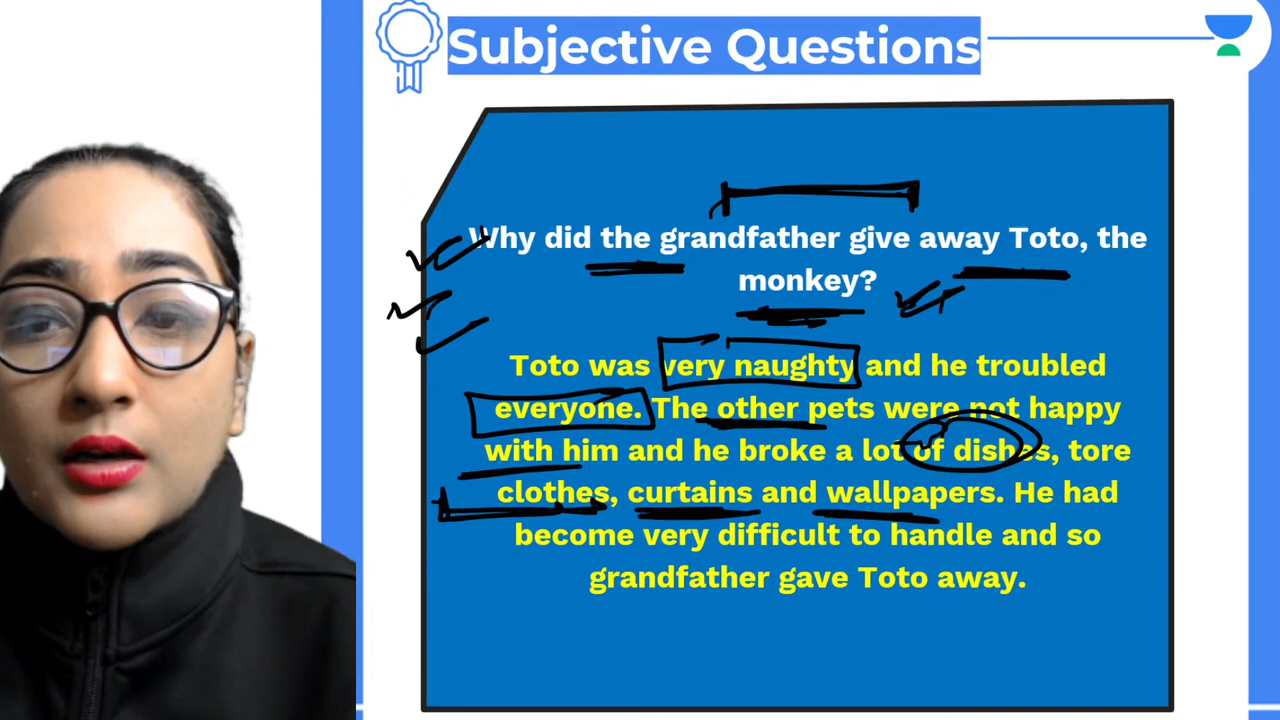 Subjective Questions
Why did the grandfather give away Toto, the
monkey?
Toto was very naughty and he troubled
everyone. The other pets were not happy
with him and he broke a lot of dishes, tore
clothes, curtains and wallpapers. He had
become very difficult to handle and so
grandfather gave Toto away.